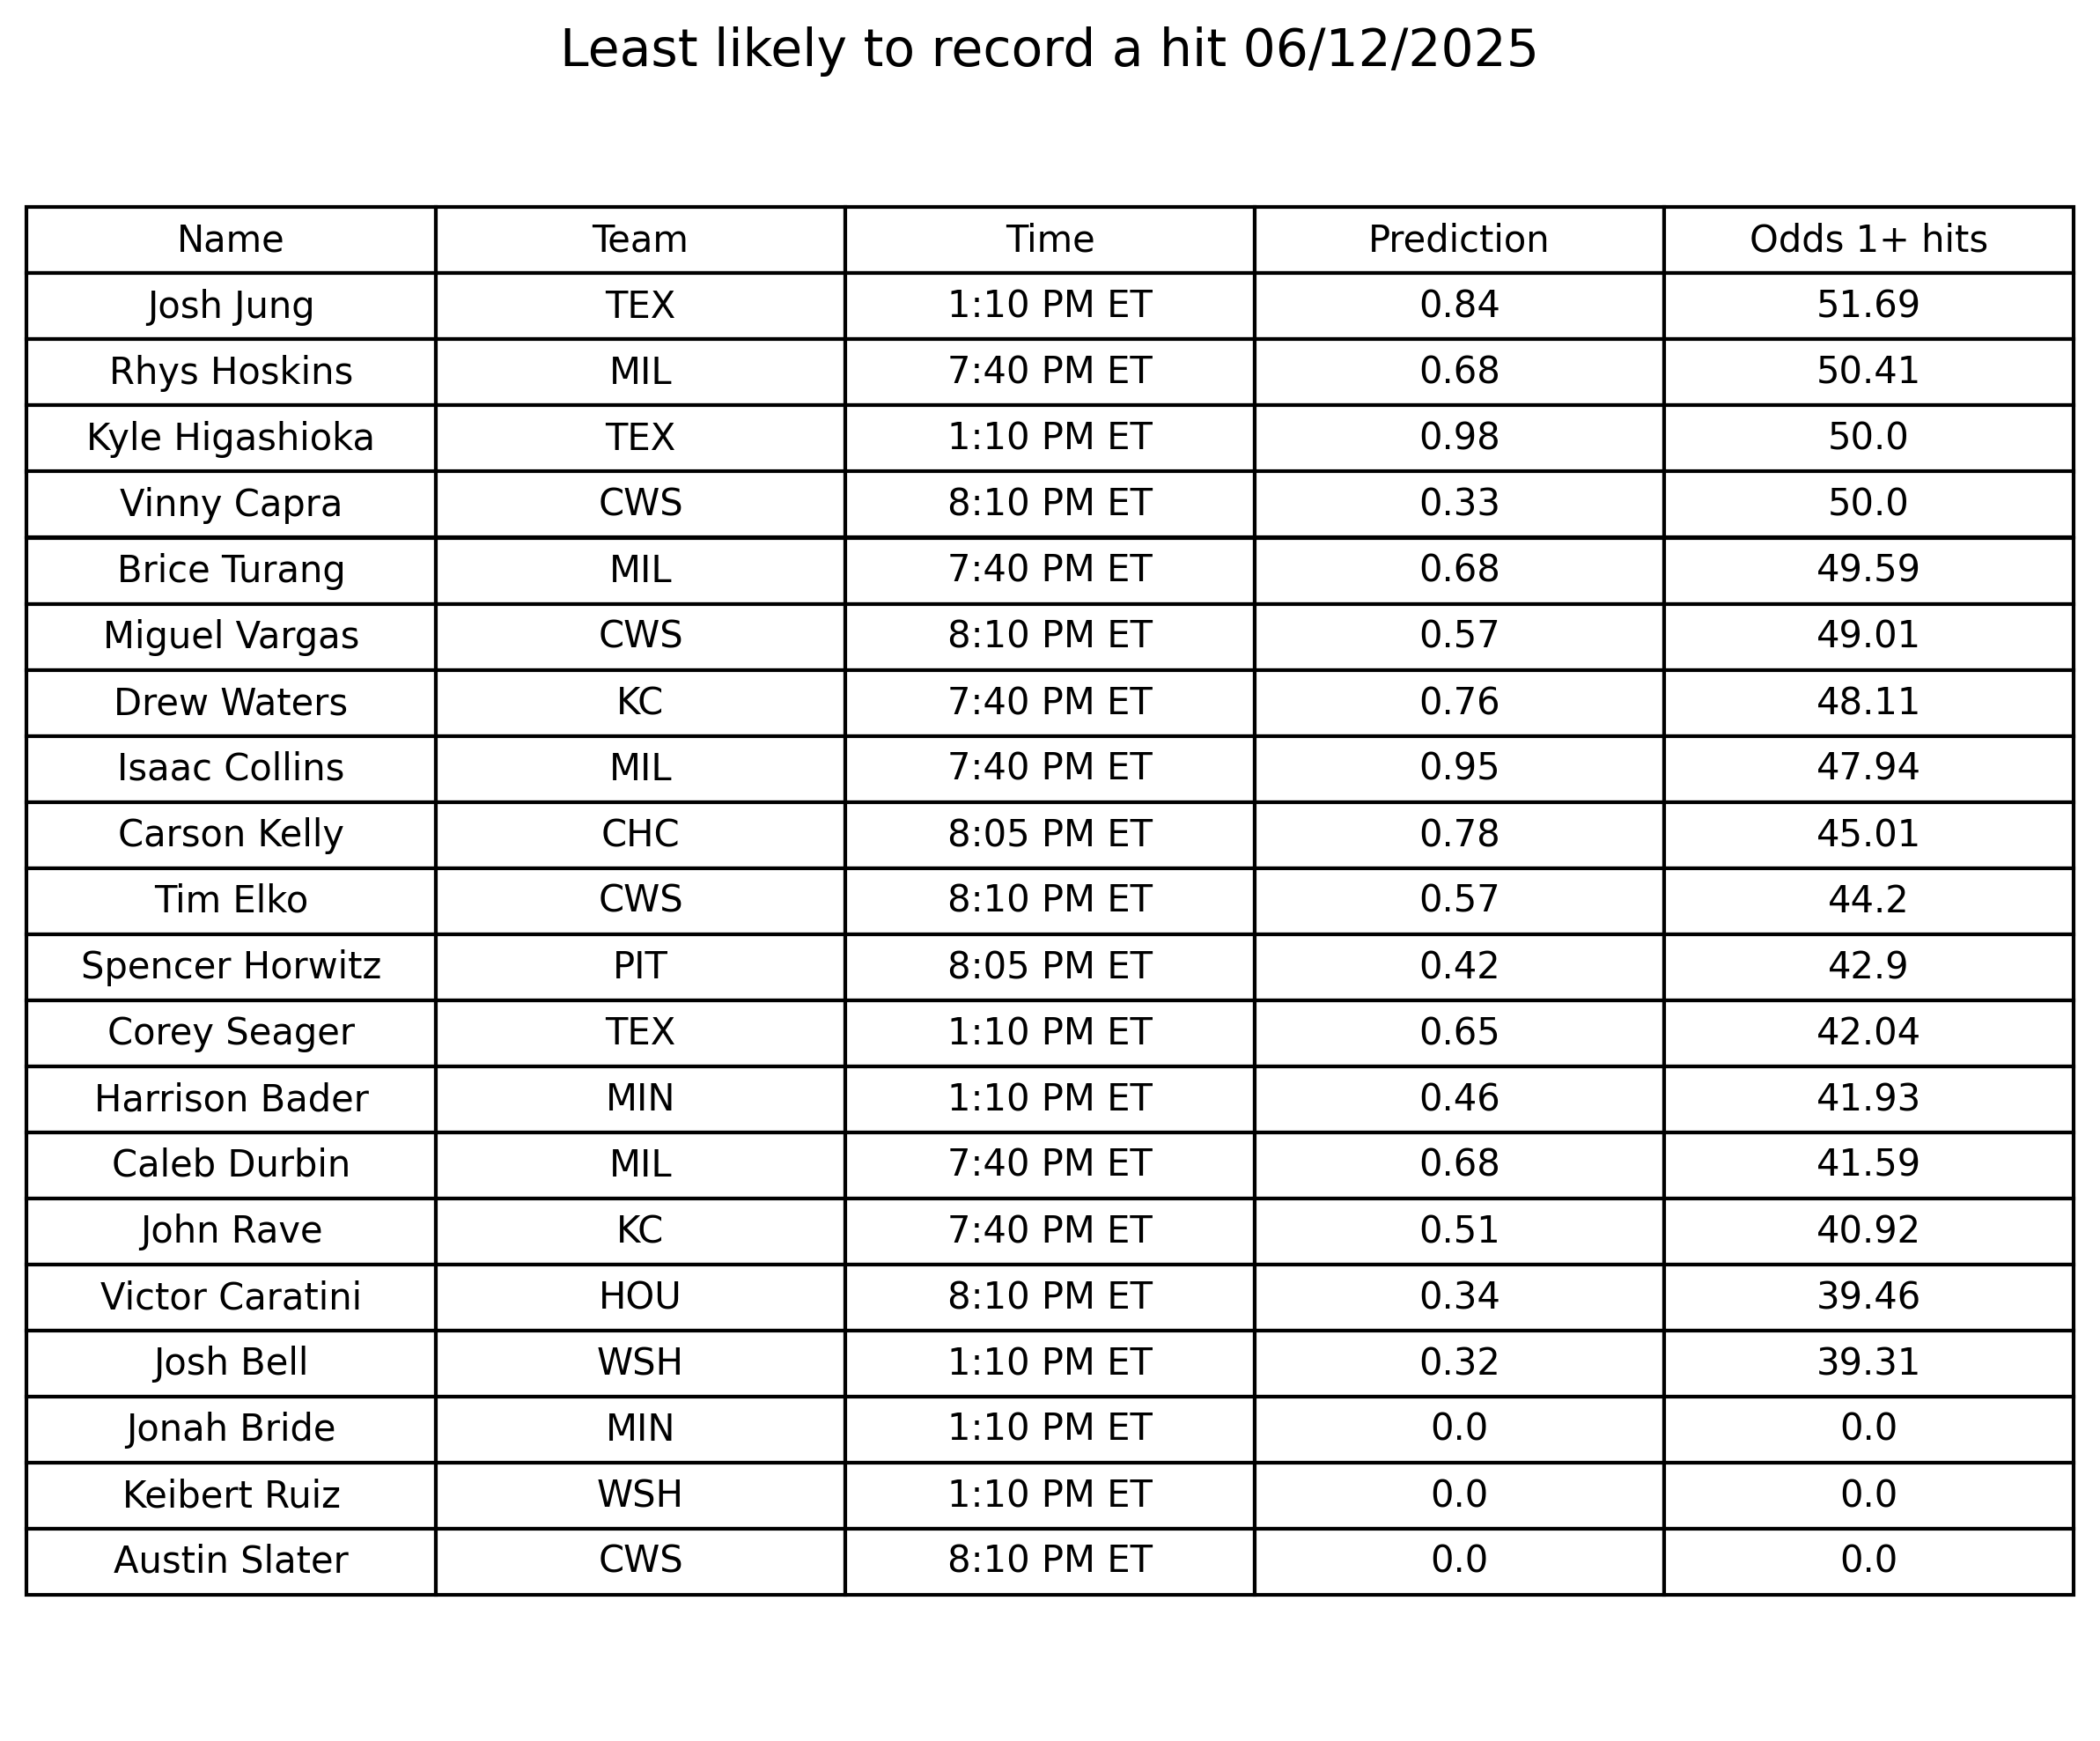 Least likely to record a hit 06/12/2025
Name Team Time Prediction Odds 1+ hits
Josh Jung TEX 1:10 PM ET 0.84 51.69
Rhys Hoskins MIL 7:40 PM ET 0.68 50.41
Kyle Higashioka TEX 1:10 PM ET 0.98 50.0
Vinny Capra CWS 8:10 PM ET 0.33 50.0
Brice Turang MIL 7:40 PM ET 0.68 49.59
Miguel Vargas CWS 8:10 PM ET 0.57 49.01
Drew Waters KC 7:40 PM ET 0.76 48.11
Isaac Collins MIL 7:40 PM ET 0.95 47.94
Carson Kelly CHC 8:05 PM ET 0.78 45.01
Tim Elko CWS 8:10 PM ET 0.57 44.2
Spencer Horwitz PIT 8:05 PM ET 0.42 42.9
Corey Seager TEX 1:10 PM ET 0.65 42.04
Harrison Bader MIN 1:10 PM ET 0.46 41.93
Caleb Durbin MIL 7:40 PM ET 0.68 41.59
John Rave KC 7:40 PM ET 0.51 40.92
Victor Caratini HOU 8:10 PM ET 0.34 39.46
Josh Bell WSH 1:10 PM ET 0.32 39.31
Jonah Bride MIN 1:10 PM ET 0.0 0.0
Keibert Ruiz WSH 1:10 PM ET 0.0 0.0
Austin Slater CWS 8:10 PM ET 0.0 0.0